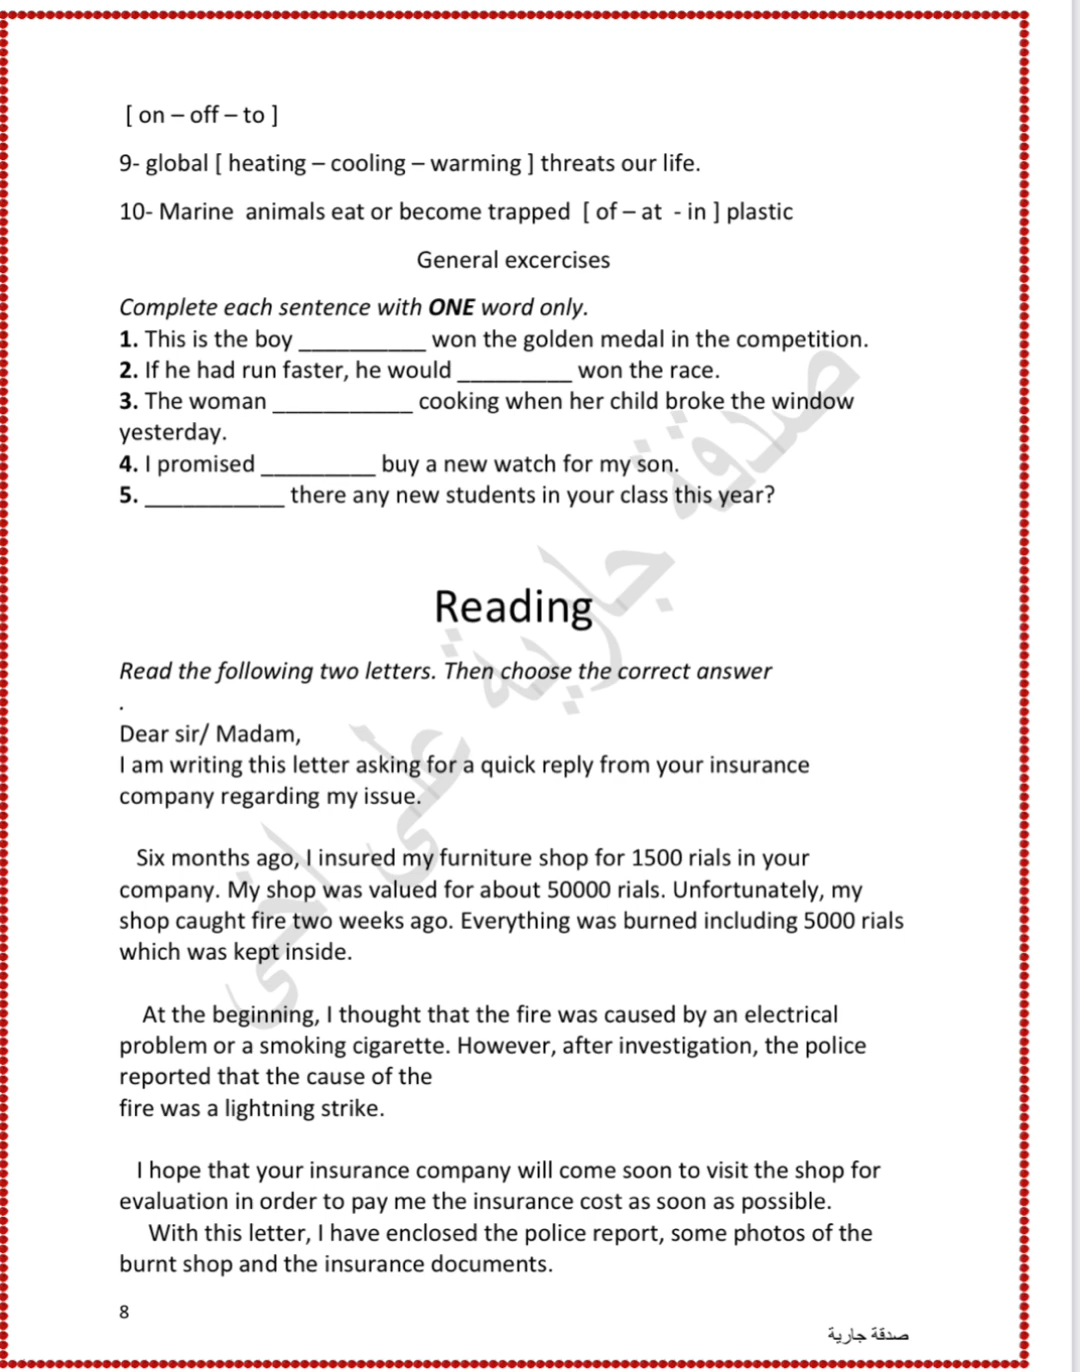 [ on – off – to ]
9- global [ heating – cooling – warming ] threats our life.
10- Marine  animals eat or become trapped  [ of – at  - in ] plastic
General excercises
Complete each sentence with ONE word only.
1. This is the boy __________ won the golden medal in the competition.
2. If he had run faster, he would _________ won the race.
3. The woman ___________ cooking when her child broke the window
yesterday.
4. I promised _________ buy a new watch for my son.
5. ___________ there any new students in your class this year?
Reading
Read the following two letters. Then choose the correct answer
.
Dear sir/ Madam,
I am writing this letter asking for a quick reply from your insurance
company regarding my issue.
Six months ago, I insured my furniture shop for 1500 rials in your
company. My shop was valued for about 50000 rials. Unfortunately, my
shop caught fire two weeks ago. Everything was burned including 5000 rials
which was kept inside.
At the beginning, I thought that the fire was caused by an electrical
problem or a smoking cigarette. However, after investigation, the police
reported that the cause of the
fire was a lightning strike.
I hope that your insurance company will come soon to visit the shop for
evaluation in order to pay me the insurance cost as soon as possible.
With this letter, I have enclosed the police report, some photos of the
burnt shop and the insurance documents.
8
صدقة جارية
صدقة جارية على اخي